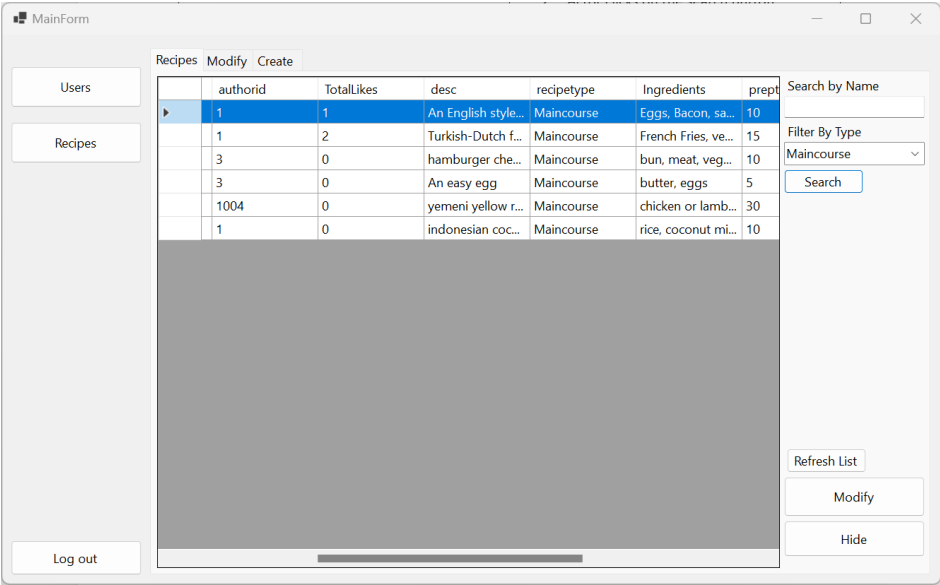 MainForm
Users
Recipes
Log out
Recipes Modify Create
authorid TotalLikes desc recipetype Ingredients prept
1 1 An English style... Maincourse Eggs, Bacon, sa... 10
1 2 Turkish-Dutch f... Maincourse French Fries, ve... 15
3 0 hamburger che... Maincourse bun, meat, veg... 10
3 0 An easy egg Maincourse butter, eggs 5
1004 0 yemeni yellow r... Maincourse chicken or lamb... 30
1 0 indonesian coc... Maincourse rice, coconut mi... 10
Search by Name
Filter By Type
Maincourse
Search
Refresh List
Modify
Hide